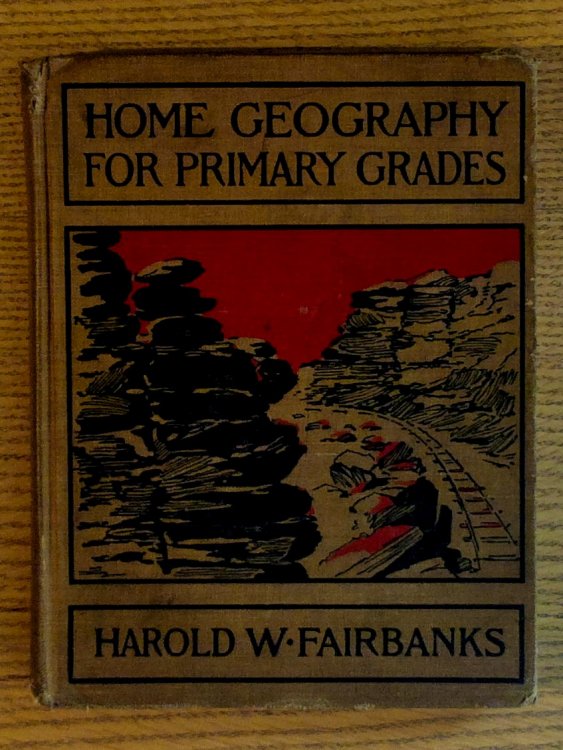 HOME GEOGRAPHY
FOR PRIMARY GRADES
HAROLD W·FAIRBANKS